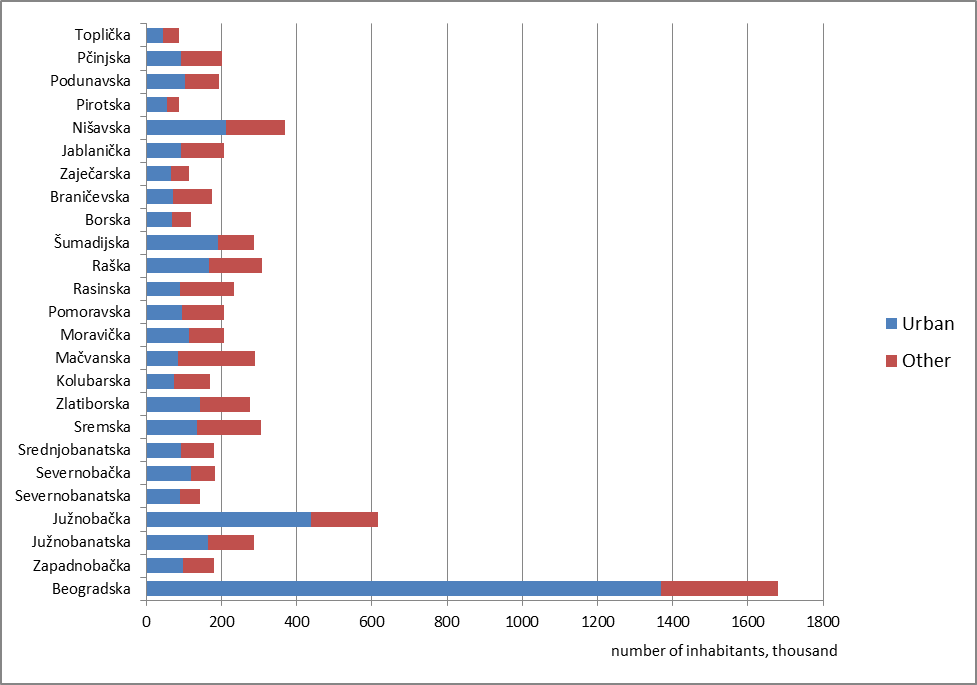 Toplička
Pčinjska
Podunavska
Pirotska
Nišavska
Jablanička
Zaječarska
Braničevska
Borska
Šumadijska
Raška
Rasinska
Pomoravska
Moravička
Mačvanska
Kolubarska
Zlatiborska
Sremska
Srednjobanatska
Severnobačka
Severnobanatska
Južnobačka
Južnobanatska
Zapadnobačka
Beogradska
0 200 400 600 800 1000 1200 1400 1600 1800
number of inhabitants, thousand
Urban
Other